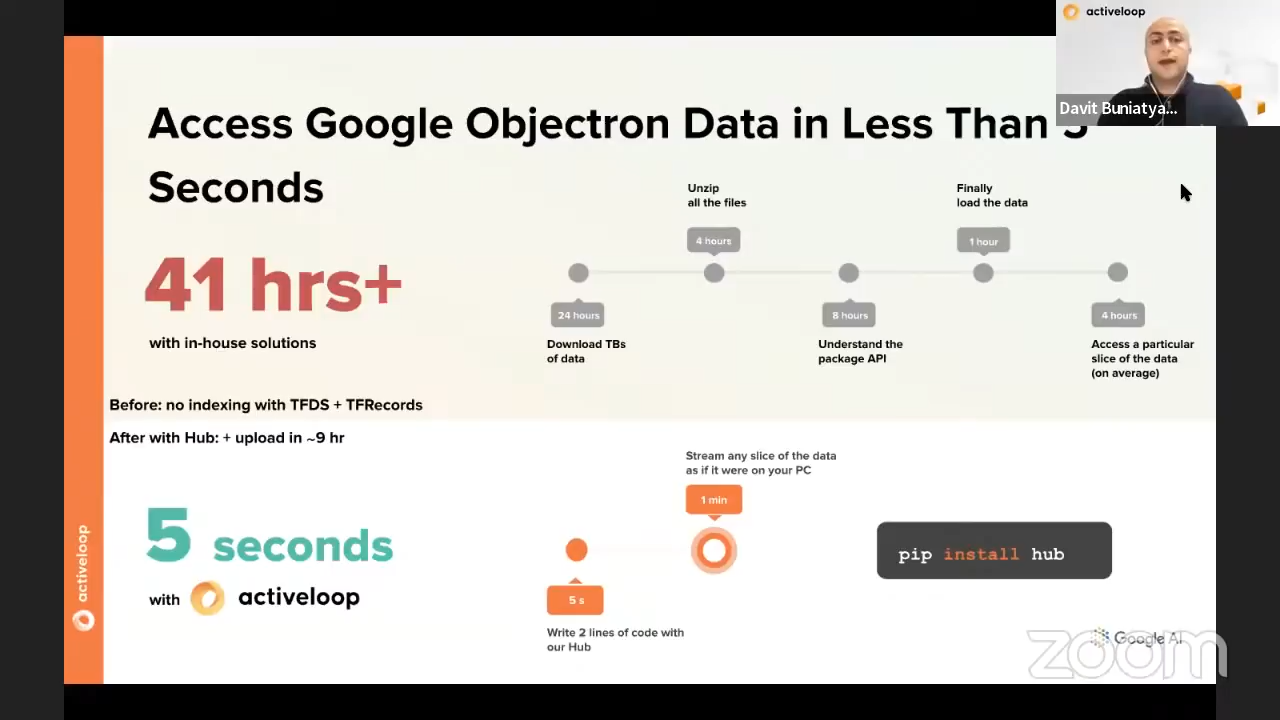 activeloop
Davit Buniatya...
Access Google Objectron Data in Less Than 5
Seconds
41 hrs+
with in-house solutions
Unzip
all the files
4 hours
Finally
load the data
1 hour
24 hours
Download TBs
of data
8 hours
Understand the
package API
4 hours
Access a particular
slice of the data
(on average)
Before: no indexing with TFDS + TFRecords
After with Hub: + upload in ~9 hr
Stream any slice of the data
as if it were on your PC
1 min
5 seconds
with activeloop
5 s
Write 2 lines of code with
our Hub
pip install hub
activeloop
Google AI
zoom